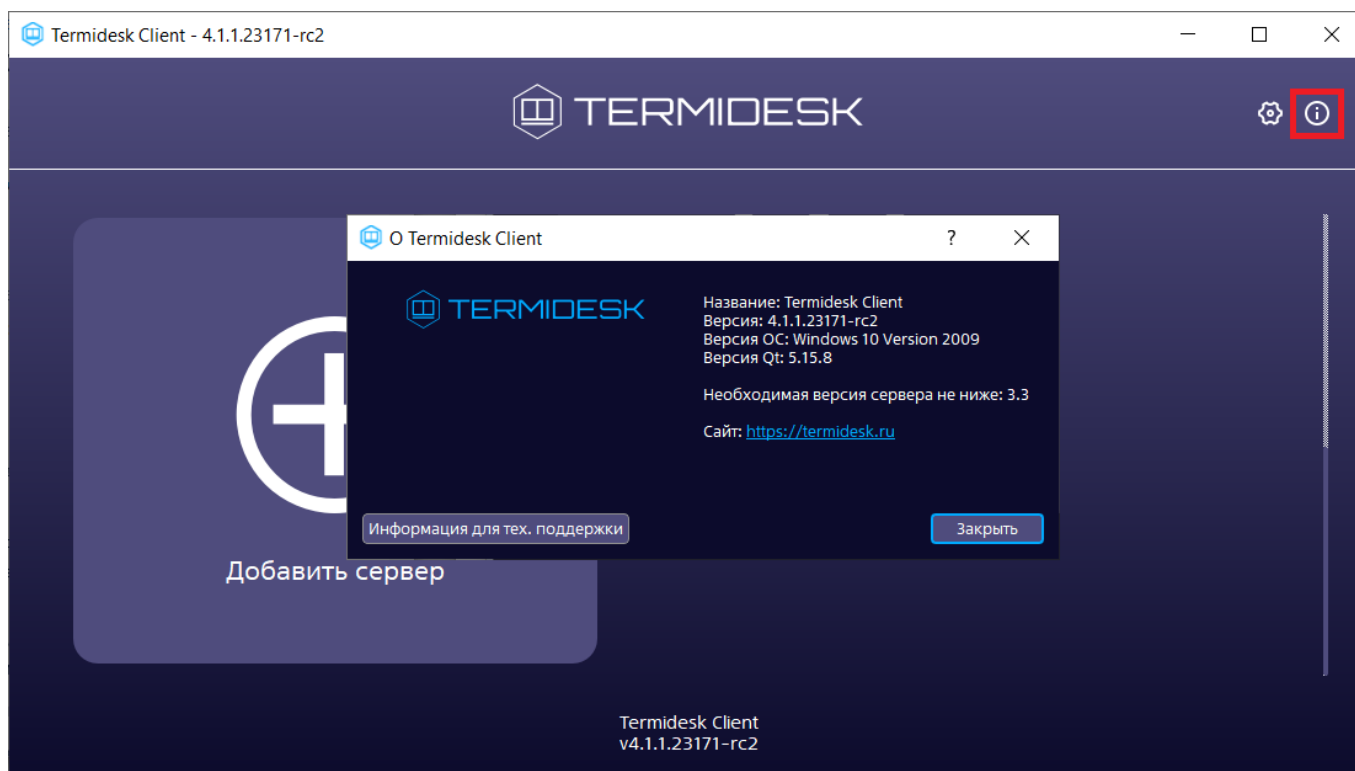 Termidesk Client - 4.1.1.23171-rc2
TERMIDESK
О Termidesk Client
?
TERMIDESK
Название: Termidesk Client
Версия: 4.1.1.23171-rc2
Версия ОС: Windows 10 Version 2009
Версия Qt: 5.15.8
Необходимая версия сервера не ниже: 3.3
Сайт: https://termidesk.ru
Информация для тех. поддержки
Закрыть
Добавить сервер
Termidesk Client
v4.1.1.23171-rc2